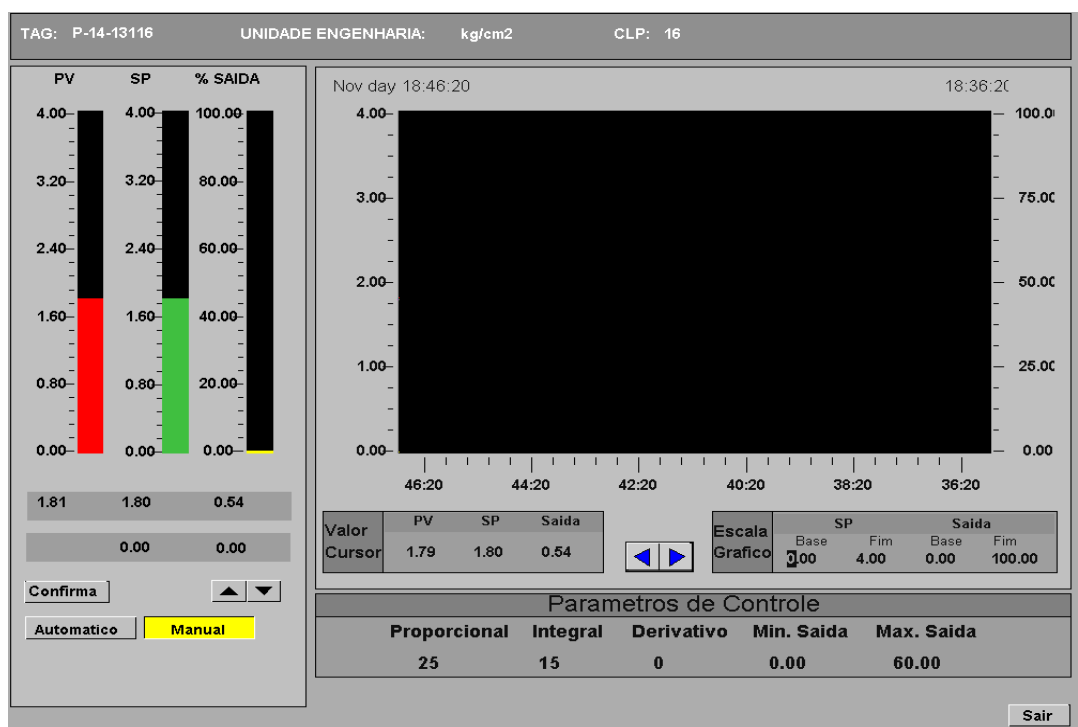 TAG: P-14-13116 UNIDADE ENGENHARIA: kg/cm2 CLP: 16
PV SP % SAIDA
4.00 4.00 100.00
3.20 3.20 80.00
2.40 2.40 60.00
1.60 1.60 40.00
0.80 0.80 20.00
0.00 0.00 0.00
1.81 1.80 0.54
0.00 0.00
Confirma
Automatico Manual
Nov day 18:46:20 18:36:20
4.00 100.0
3.00 75.00
2.00 50.00
1.00 25.00
0.00 0.00
46:20 44:20 42:20 40:20 38:20 36:20
Valor Cursor
PV SP Saida
1.79 1.80 0.54
Escala Grafico
SP Saida
Base Fim Base Fim
0.00 4.00 0.00 100.00
Parametros de Controle
Proporcional Integral Derivativo Min. Saida Max. Saida
25 15 0 0.00 60.00
Sair